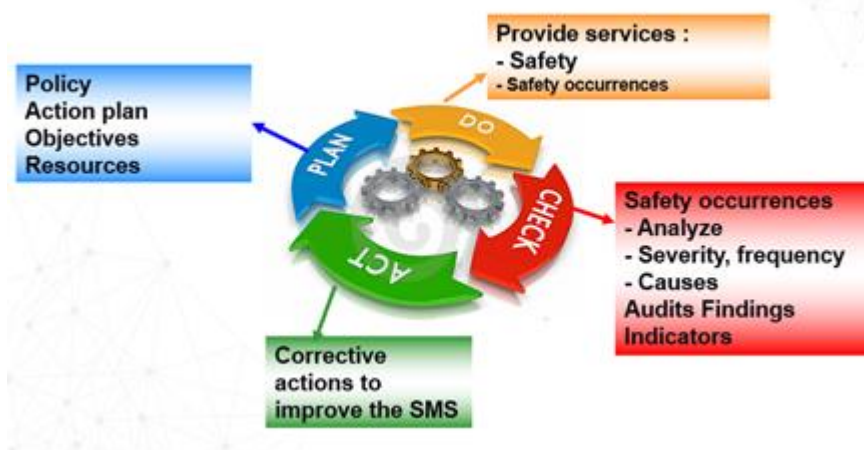 Policy
Action plan
Objectives
Resources
Provide services :
- Safety
- Safety occurrences
PLAN
DO
CHECK
ACT
Safety occurrences
- Analyze
- Severity, frequency
- Causes
Audits Findings
Indicators
Corrective
actions to
improve the SMS